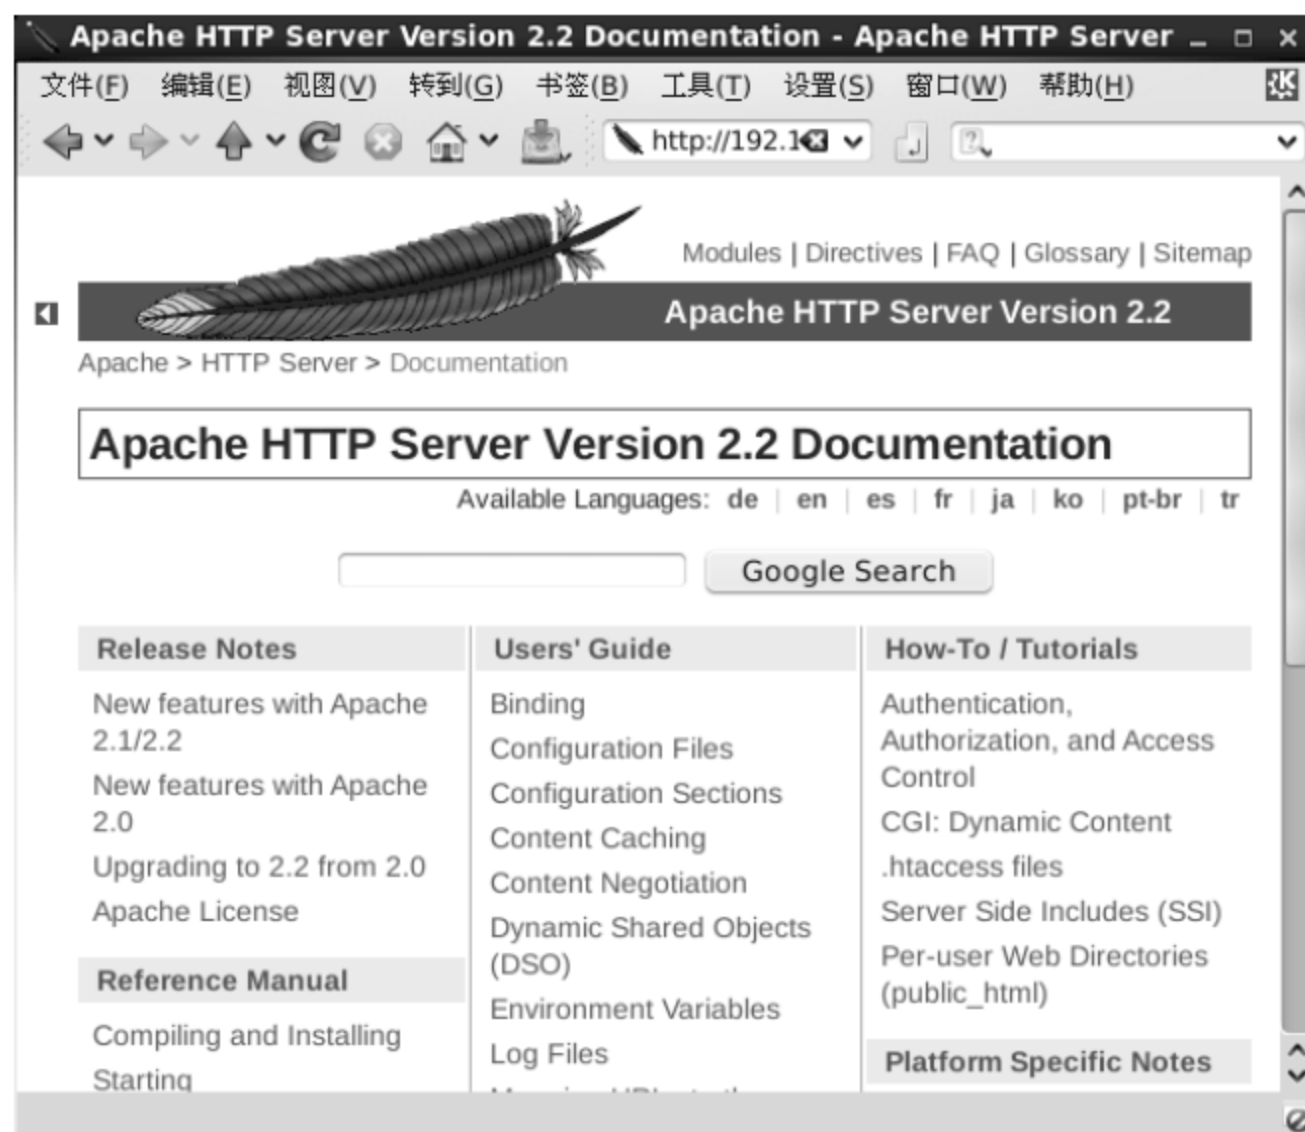 Apache HTTP Server Version 2.2 Documentation - Apache HTTP Server
文件(F) 编辑(E) 视图(V) 转到(G) 书签(B) 工具(T) 设置(S) 窗口(W) 帮助(H)
http://192.1
Modules | Directives | FAQ | Glossary | Sitemap
Apache HTTP Server Version 2.2
Apache > HTTP Server > Documentation
Apache HTTP Server Version 2.2 Documentation
Available Languages: de | en | es | fr | ja | ko | pt-br | tr
Google Search
Release Notes
New features with Apache
2.1/2.2
New features with Apache
2.0
Upgrading to 2.2 from 2.0
Apache License
Reference Manual
Compiling and Installing
Starting
Users' Guide
Binding
Configuration Files
Configuration Sections
Content Caching
Content Negotiation
Dynamic Shared Objects
(DSO)
Environment Variables
Log Files
How-To / Tutorials
Authentication,
Authorization, and Access
Control
CGI: Dynamic Content
.htaccess files
Server Side Includes (SSI)
Per-user Web Directories
(public_html)
Platform Specific Notes